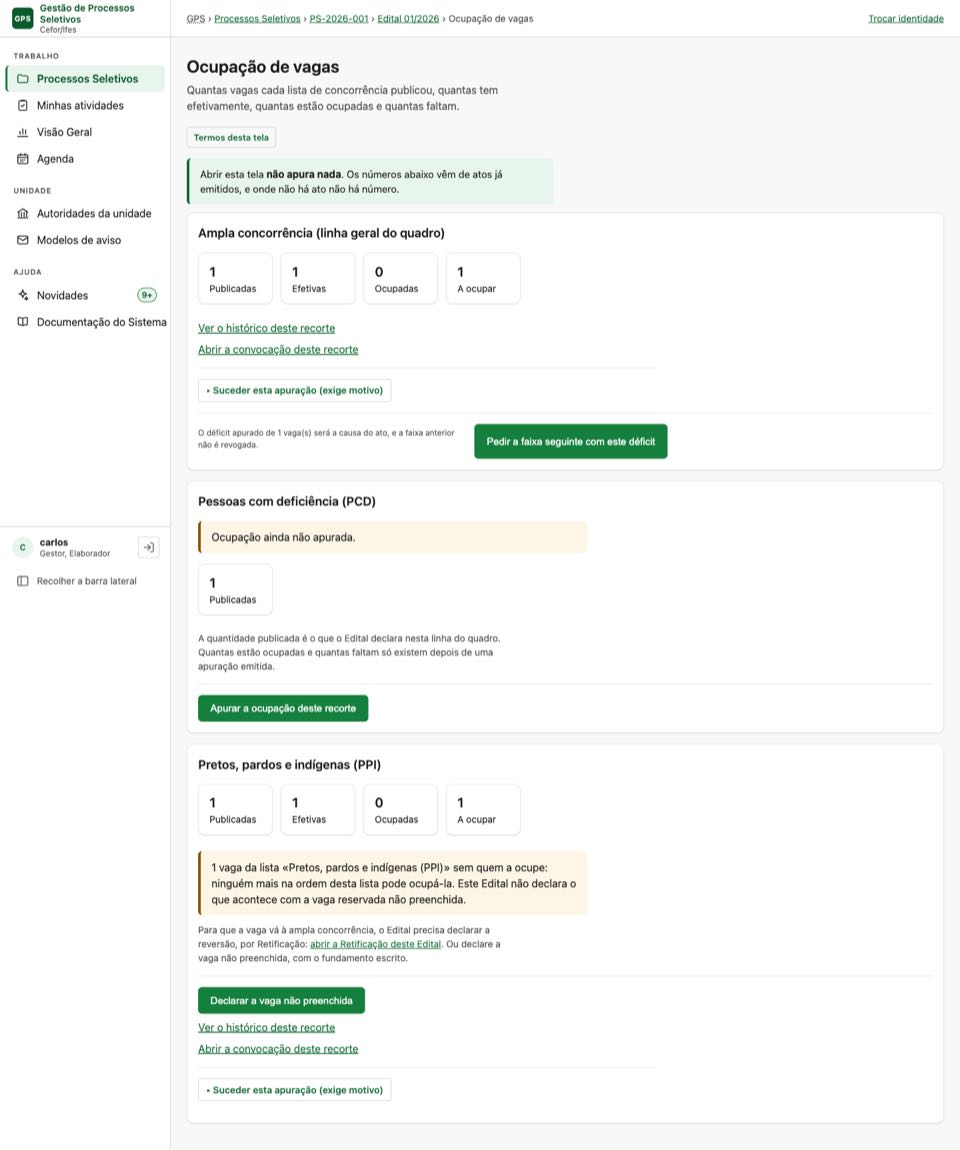 GPS
Gestão de Processos
Seletivos
Cefor/Ifes
GPS › Processos Seletivos › PS-2026-001 › Edital 01/2026 › Ocupação de vagas
Trocar identidade
TRABALHO
Processos Seletivos
Minhas atividades
Visão Geral
Agenda
UNIDADE
Autoridades da unidade
Modelos de aviso
AJUDA
Novidades 9+
Documentação do Sistema
C
carlos
Gestor, Elaborador
Recolher a barra lateral
Ocupação de vagas
Quantas vagas cada lista de concorrência publicou, quantas tem
efetivamente, quantas estão ocupadas e quantas faltam.
Termos desta tela
Abrir esta tela não apura nada. Os números abaixo vêm de atos já
emitidos, e onde não há ato não há número.
Ampla concorrência (linha geral do quadro)
1 1 0 1
Publicadas Efetivas Ocupadas A ocupar
Ver o histórico deste recorte
Abrir a convocação deste recorte
▸ Suceder esta apuração (exige motivo)
O déficit apurado de 1 vaga(s) será a causa do ato, e a faixa anterior
não é revogada.
Pedir a faixa seguinte com este déficit
Pessoas com deficiência (PCD)
Ocupação ainda não apurada.
1
Publicadas
A quantidade publicada é o que o Edital declara nesta linha do quadro.
Quantas estão ocupadas e quantas faltam só existem depois de uma
apuração emitida.
Apurar a ocupação deste recorte
Pretos, pardos e indígenas (PPI)
1 1 0 1
Publicadas Efetivas Ocupadas A ocupar
1 vaga da lista «Pretos, pardos e indígenas (PPI)» sem quem a ocupe:
ninguém mais na ordem desta lista pode ocupá-la. Este Edital não declara o
que acontece com a vaga reservada não preenchida.
Para que a vaga vá à ampla concorrência, o Edital precisa declarar a
reversão, por Retificação: abrir a Retificação deste Edital. Ou declare a
vaga não preenchida, com o fundamento escrito.
Declarar a vaga não preenchida
Ver o histórico deste recorte
Abrir a convocação deste recorte
▸ Suceder esta apuração (exige motivo)